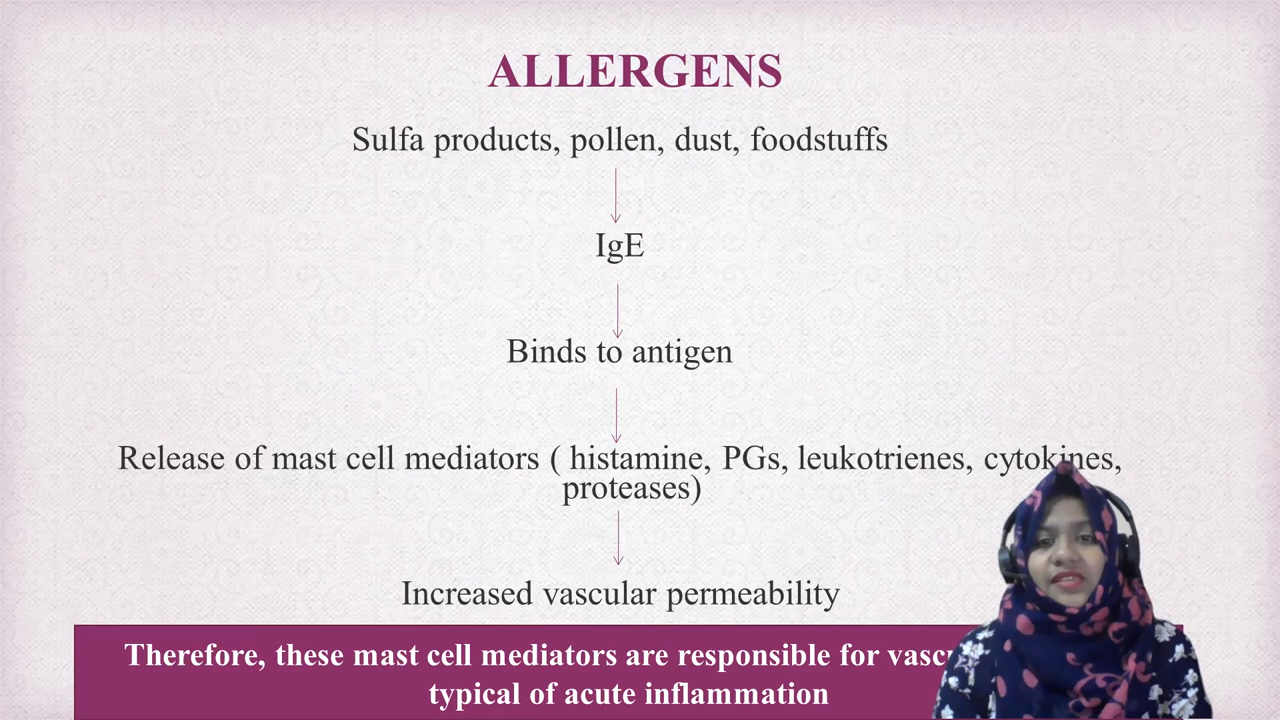 ALLERGENS
Sulfa products, pollen, dust, foodstuffs
IgE
Binds to antigen
Release of mast cell mediators ( histamine, PGs, leukotrienes, cytokines,
proteases)
Increased vascular permeability
Therefore, these mast cell mediators are responsible for
typical of acute inflammation